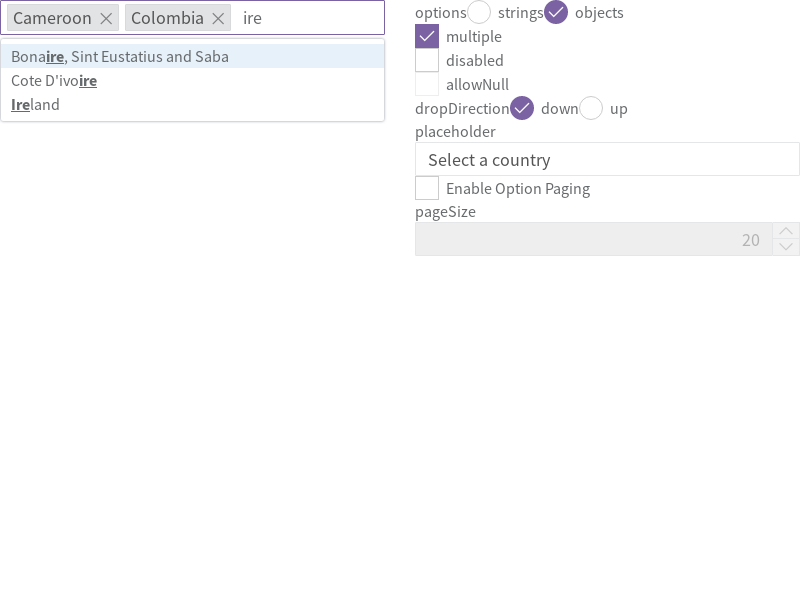 Cameroon Colombia ire
Bonaire, Sint Eustatius and Saba
Cote D'ivoire
Ireland
options strings objects
multiple
disabled
allowNull
dropDirection down up
placeholder
Select a country
Enable Option Paging
pageSize
20